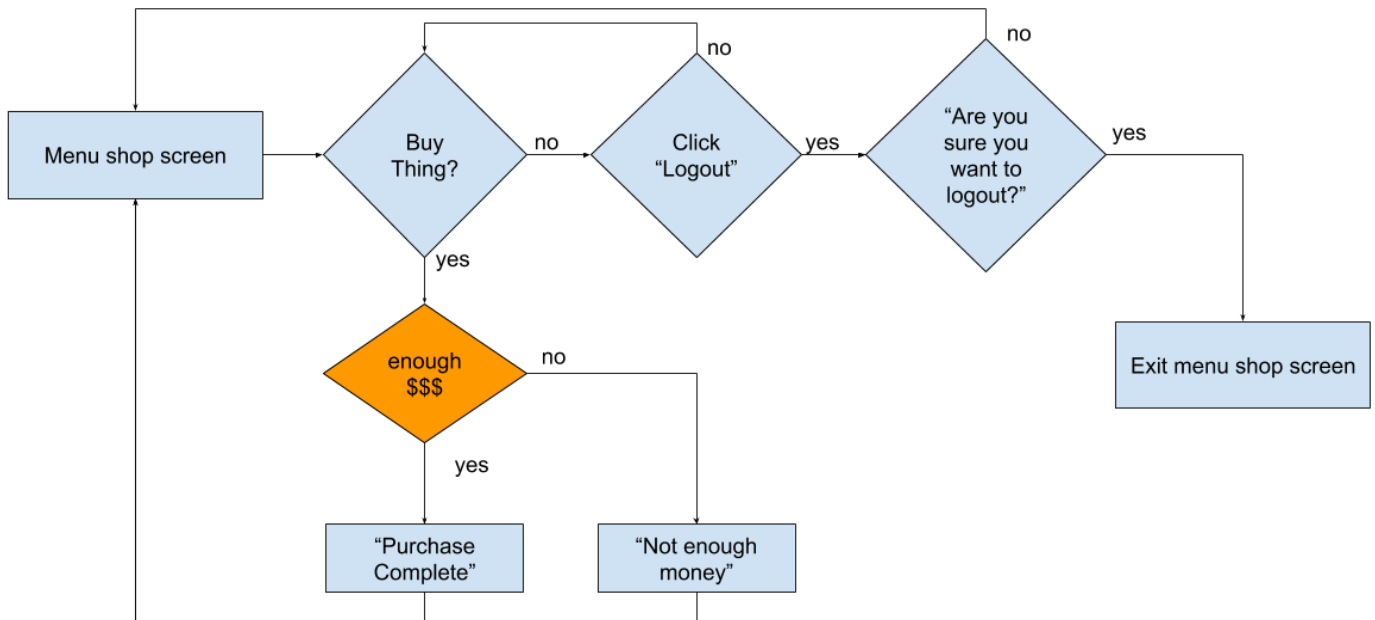 no
no
Menu shop screen
Buy
Thing?
no
Click
“Logout”
yes
“Are you
sure you
want to
logout?”
yes
yes
enough
$$$
no
Exit menu shop screen
yes
“Purchase
Complete”
“Not enough
money”